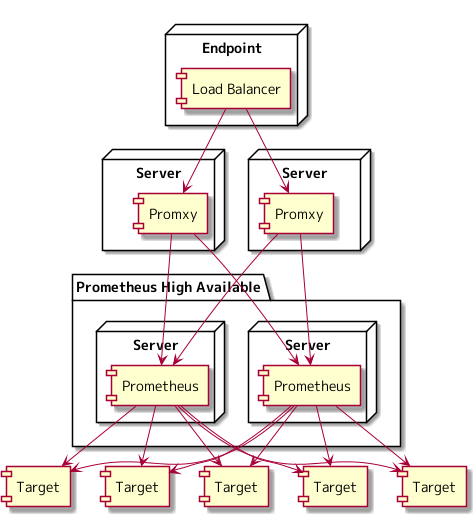 Endpoint
Load Balancer
Server
Server
Promxy
Promxy
Prometheus High Available
Server
Server
Prometheus
Prometheus
Target
Target
Target
Target
Target